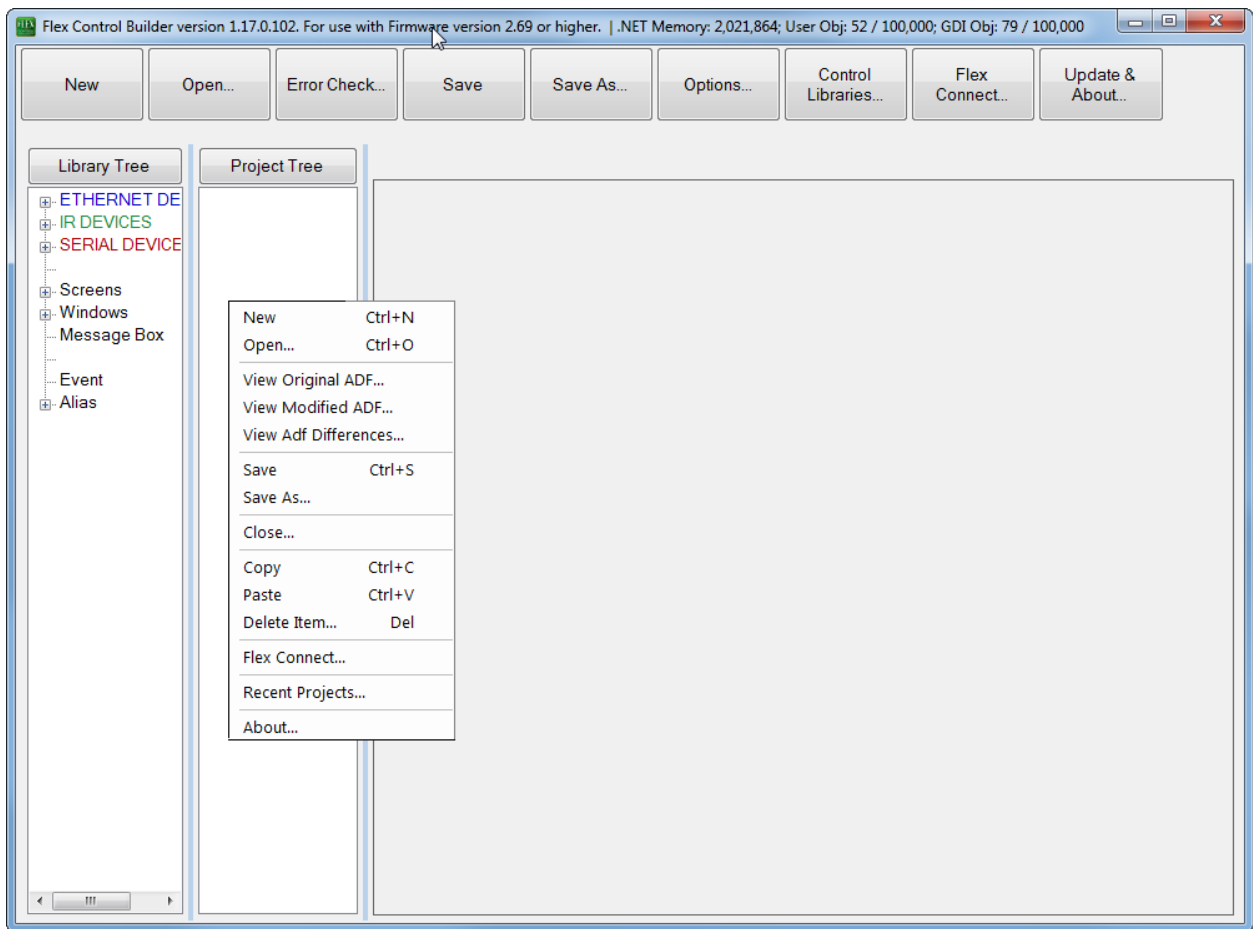 Flex Control Builder version 1.17.0.102. For use with Firmware version 2.69 or higher. | .NET Memory: 2,021,864; User Obj: 52 / 100,000; GDI Obj: 79 / 100,000
New
Open...
Error Check...
Save
Save As...
Options...
Control
Libraries...
Flex
Connect...
Update &
About...
Library Tree
Project Tree
ETHERNET DE
IR DEVICES
SERIAL DEVICE
Screens
Windows
Message Box
Event
Alias
New Ctrl+N
Open... Ctrl+O
View Original ADF...
View Modified ADF...
View Adf Differences...
Save Ctrl+S
Save As...
Close...
Copy Ctrl+C
Paste Ctrl+V
Delete Item... Del
Flex Connect...
Recent Projects...
About...